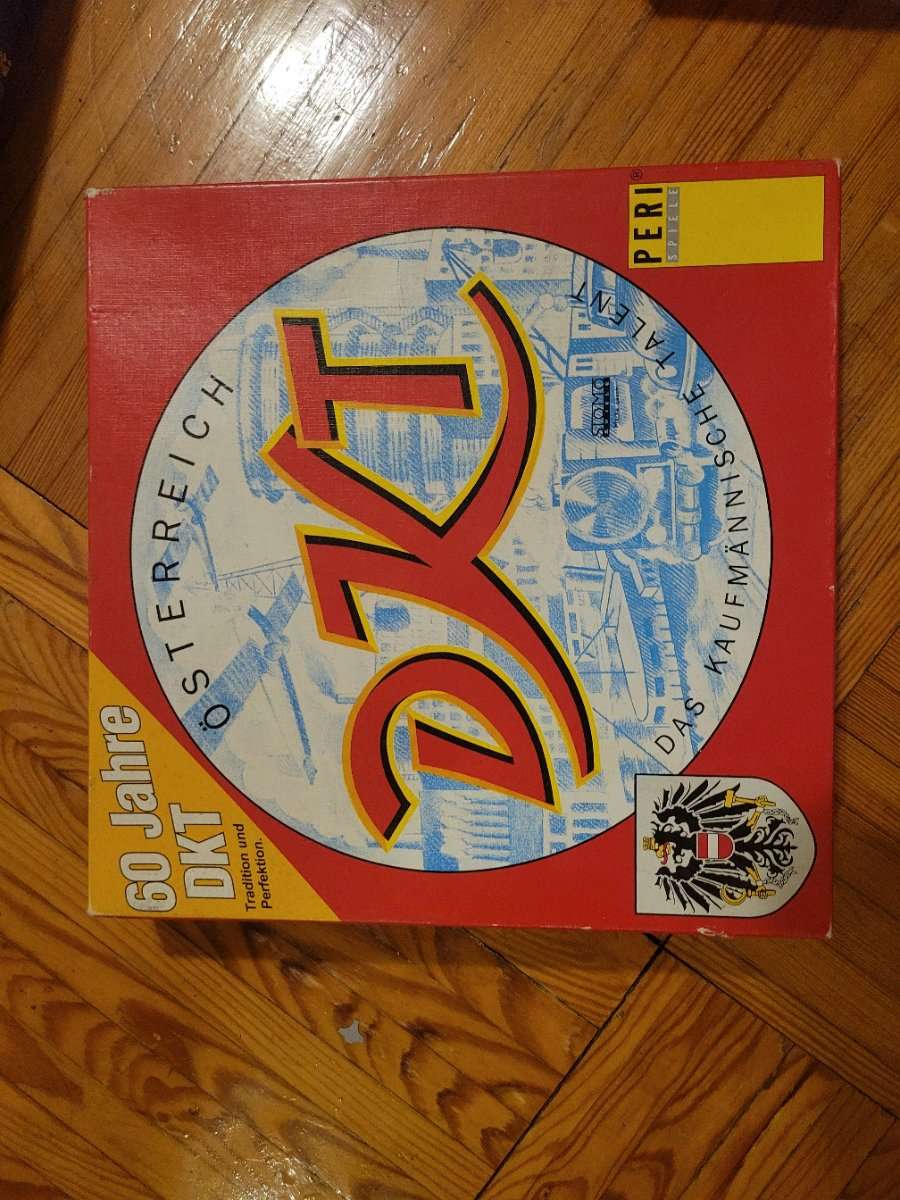 60 Jahre
DKT
Tradition und
Perfektion.
ÖSTERREICH
DKT
DAS KAUFMÄNNISCHE TALENT
PERI®
SPIELE